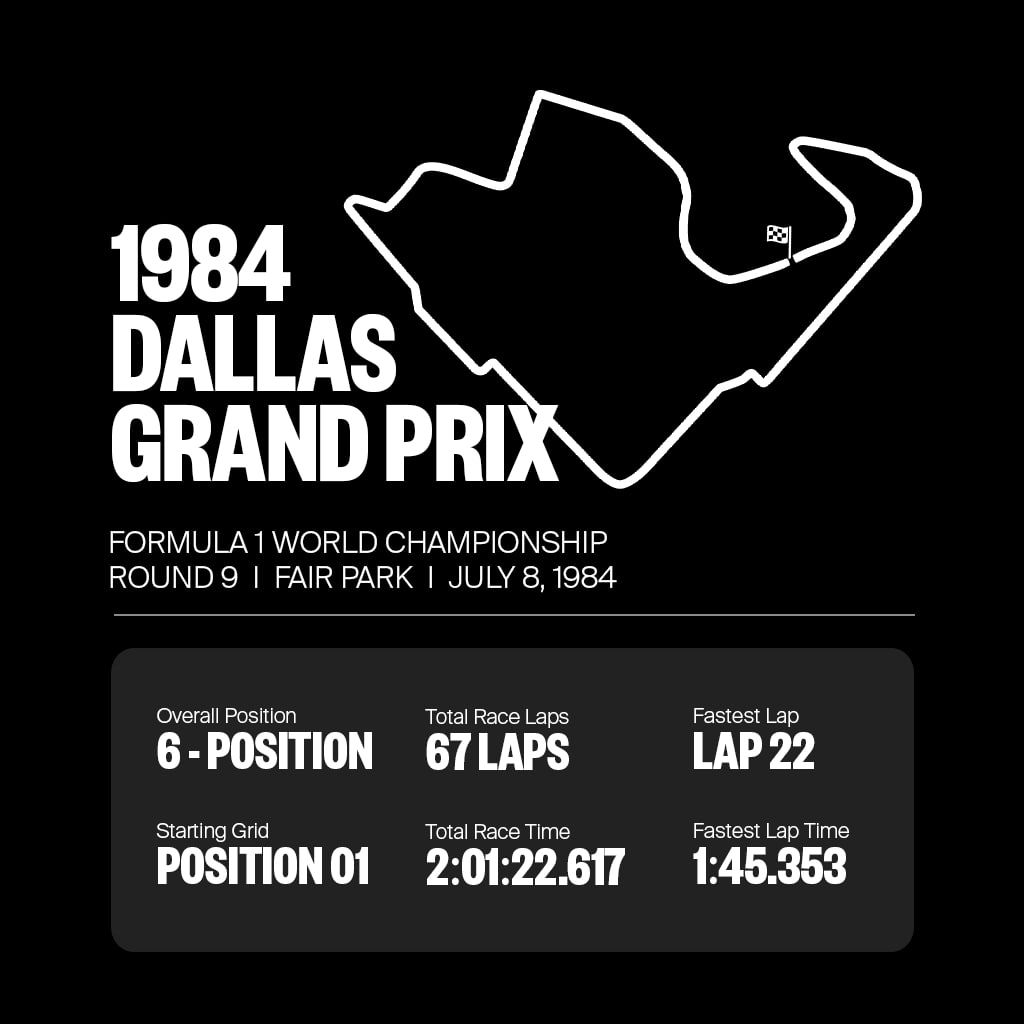 1984
DALLAS
GRAND PRIX
FORMULA 1 WORLD CHAMPIONSHIP
ROUND 9 | FAIR PARK | JULY 8, 1984
Overall Position
6 - POSITION
Total Race Laps
67 LAPS
Fastest Lap
LAP 22
Starting Grid
POSITION 01
Total Race Time
2:01:22.617
Fastest Lap Time
1:45.353